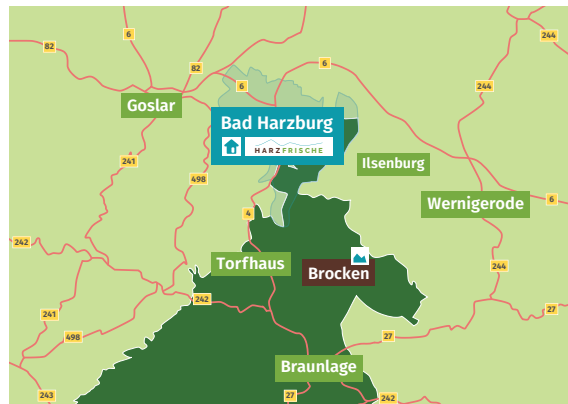 6
244
82
82
6
6
244
Goslar
Bad Harzburg
HARZFRISCHE
Ilsenburg
241
498
Wernigerode
6
4
242
Torfhaus
Brocken
244
242
241
27
498
27
Braunlage
243
27
242